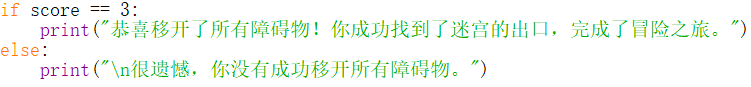 if score == 3:
    print("恭喜移开了所有障碍物！你成功找到了迷宫的出口，完成了冒险之旅。")
else:
    print("\n很遗憾，你没有成功移开所有障碍物。")